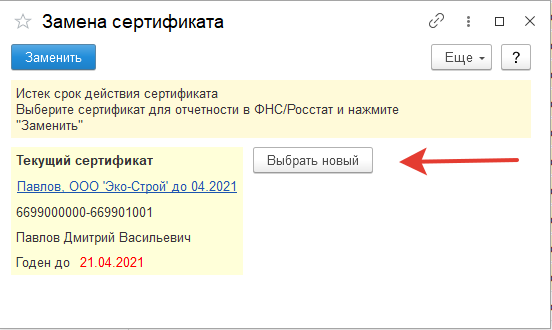 Замена сертификата
Заменить
Еще
?
Истек срок действия сертификата
Выберите сертификат для отчетности в ФНС/Росстат и нажмите
"Заменить"
Текущий сертификат
Выбрать новый
Павлов, ООО 'Эко-Строй' до 04.2021
6699000000-669901001
Павлов Дмитрий Васильевич
Годен до 21.04.2021